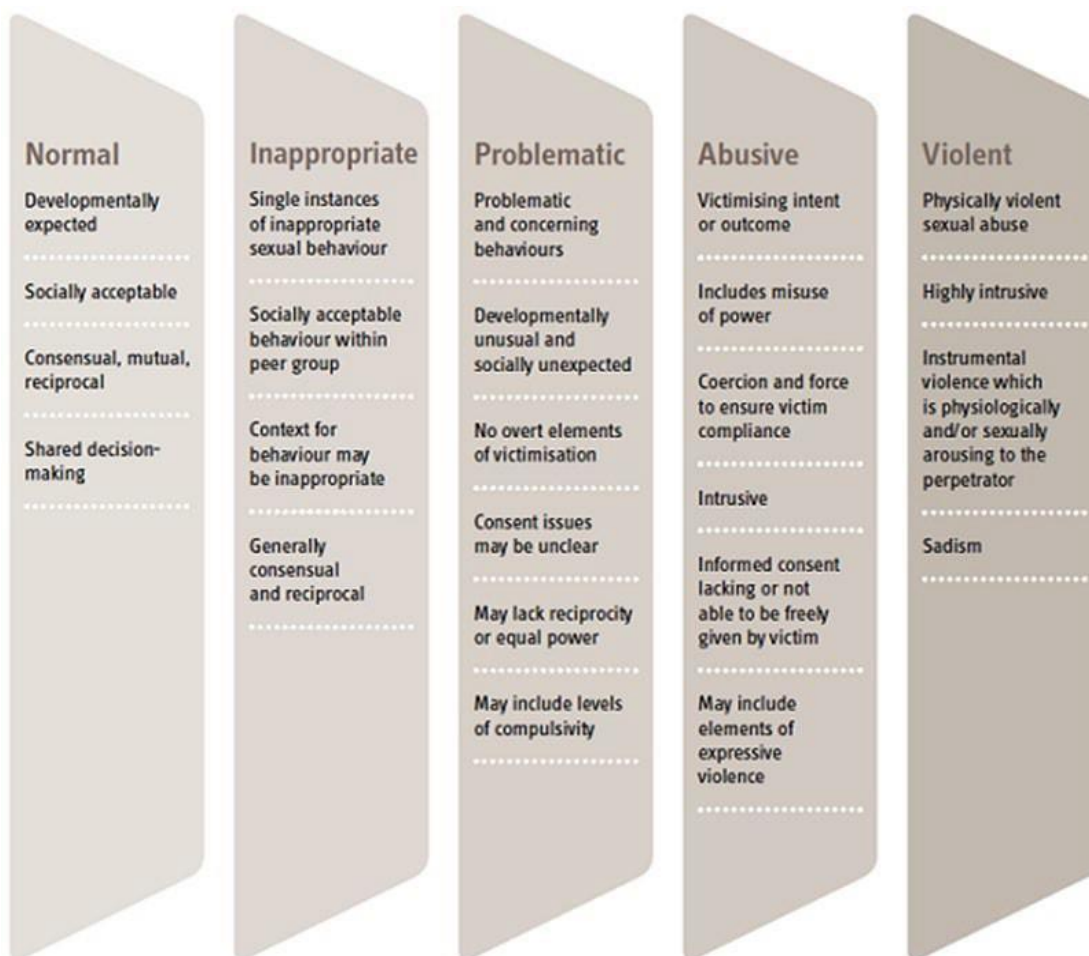 Normal
Developmentally
expected
Socially acceptable
Consensual, mutual,
reciprocal
Shared decision-
making
Inappropriate
Single instances
of inappropriate
sexual behaviour
Socially acceptable
behaviour within
peer group
Context for
behaviour may
be inappropriate
Generally
consensual
and reciprocal
Problematic
Problematic
and concerning
behaviours
Developmentally
unusual and
socially unexpected
No overt elements
of victimisation
Consent issues
may be unclear
May lack reciprocity
or equal power
May include levels
of compulsivity
Abusive
Victimising intent
or outcome
Includes misuse
of power
Coercion and force
to ensure victim
compliance
Intrusive
Informed consent
lacking or not
able to be freely
given by victim
May include
elements of
expressive
violence
Violent
Physically violent
sexual abuse
Highly intrusive
Instrumental
violence which
is physiologically
and/or sexually
arousing to the
perpetrator
Sadism